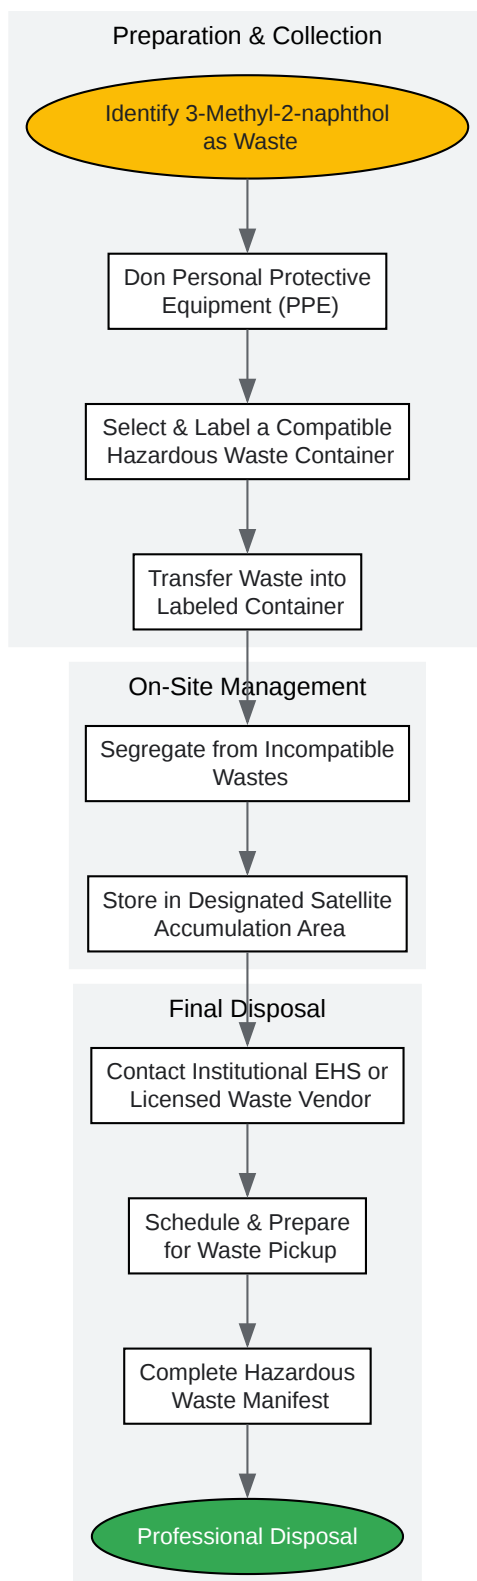 Preparation & Collection
Identify 3-Methyl-2-naphthol
as Waste
Don Personal Protective
Equipment (PPE)
Select & Label a Compatible
Hazardous Waste Container
Transfer Waste into
Labeled Container
On-Site Management
Segregate from Incompatible
Wastes
Store in Designated Satellite
Accumulation Area
Final Disposal
Contact Institutional EHS or
Licensed Waste Vendor
Schedule & Prepare
for Waste Pickup
Complete Hazardous
Waste Manifest
Professional Disposal